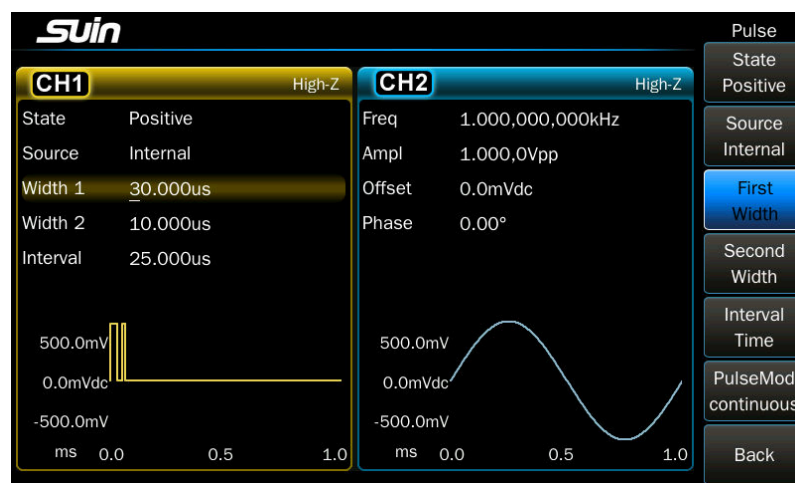 Suin
Pulse
CH1 High-Z
State Positive
Source Internal
Width 1 30.000us
Width 2 10.000us
Interval 25.000us
500.0mV
0.0mVdc
-500.0mV
ms 0.0 0.5 1.0
CH2 High-Z
Freq 1.000,000,000kHz
Ampl 1.000,0Vpp
Offset 0.0mVdc
Phase 0.00°
500.0mV
0.0mVdc
-500.0mV
ms 0.0 0.5 1.0
State
Positive
Source
Internal
First
Width
Second
Width
Interval
Time
PulseMod
continuous
Back